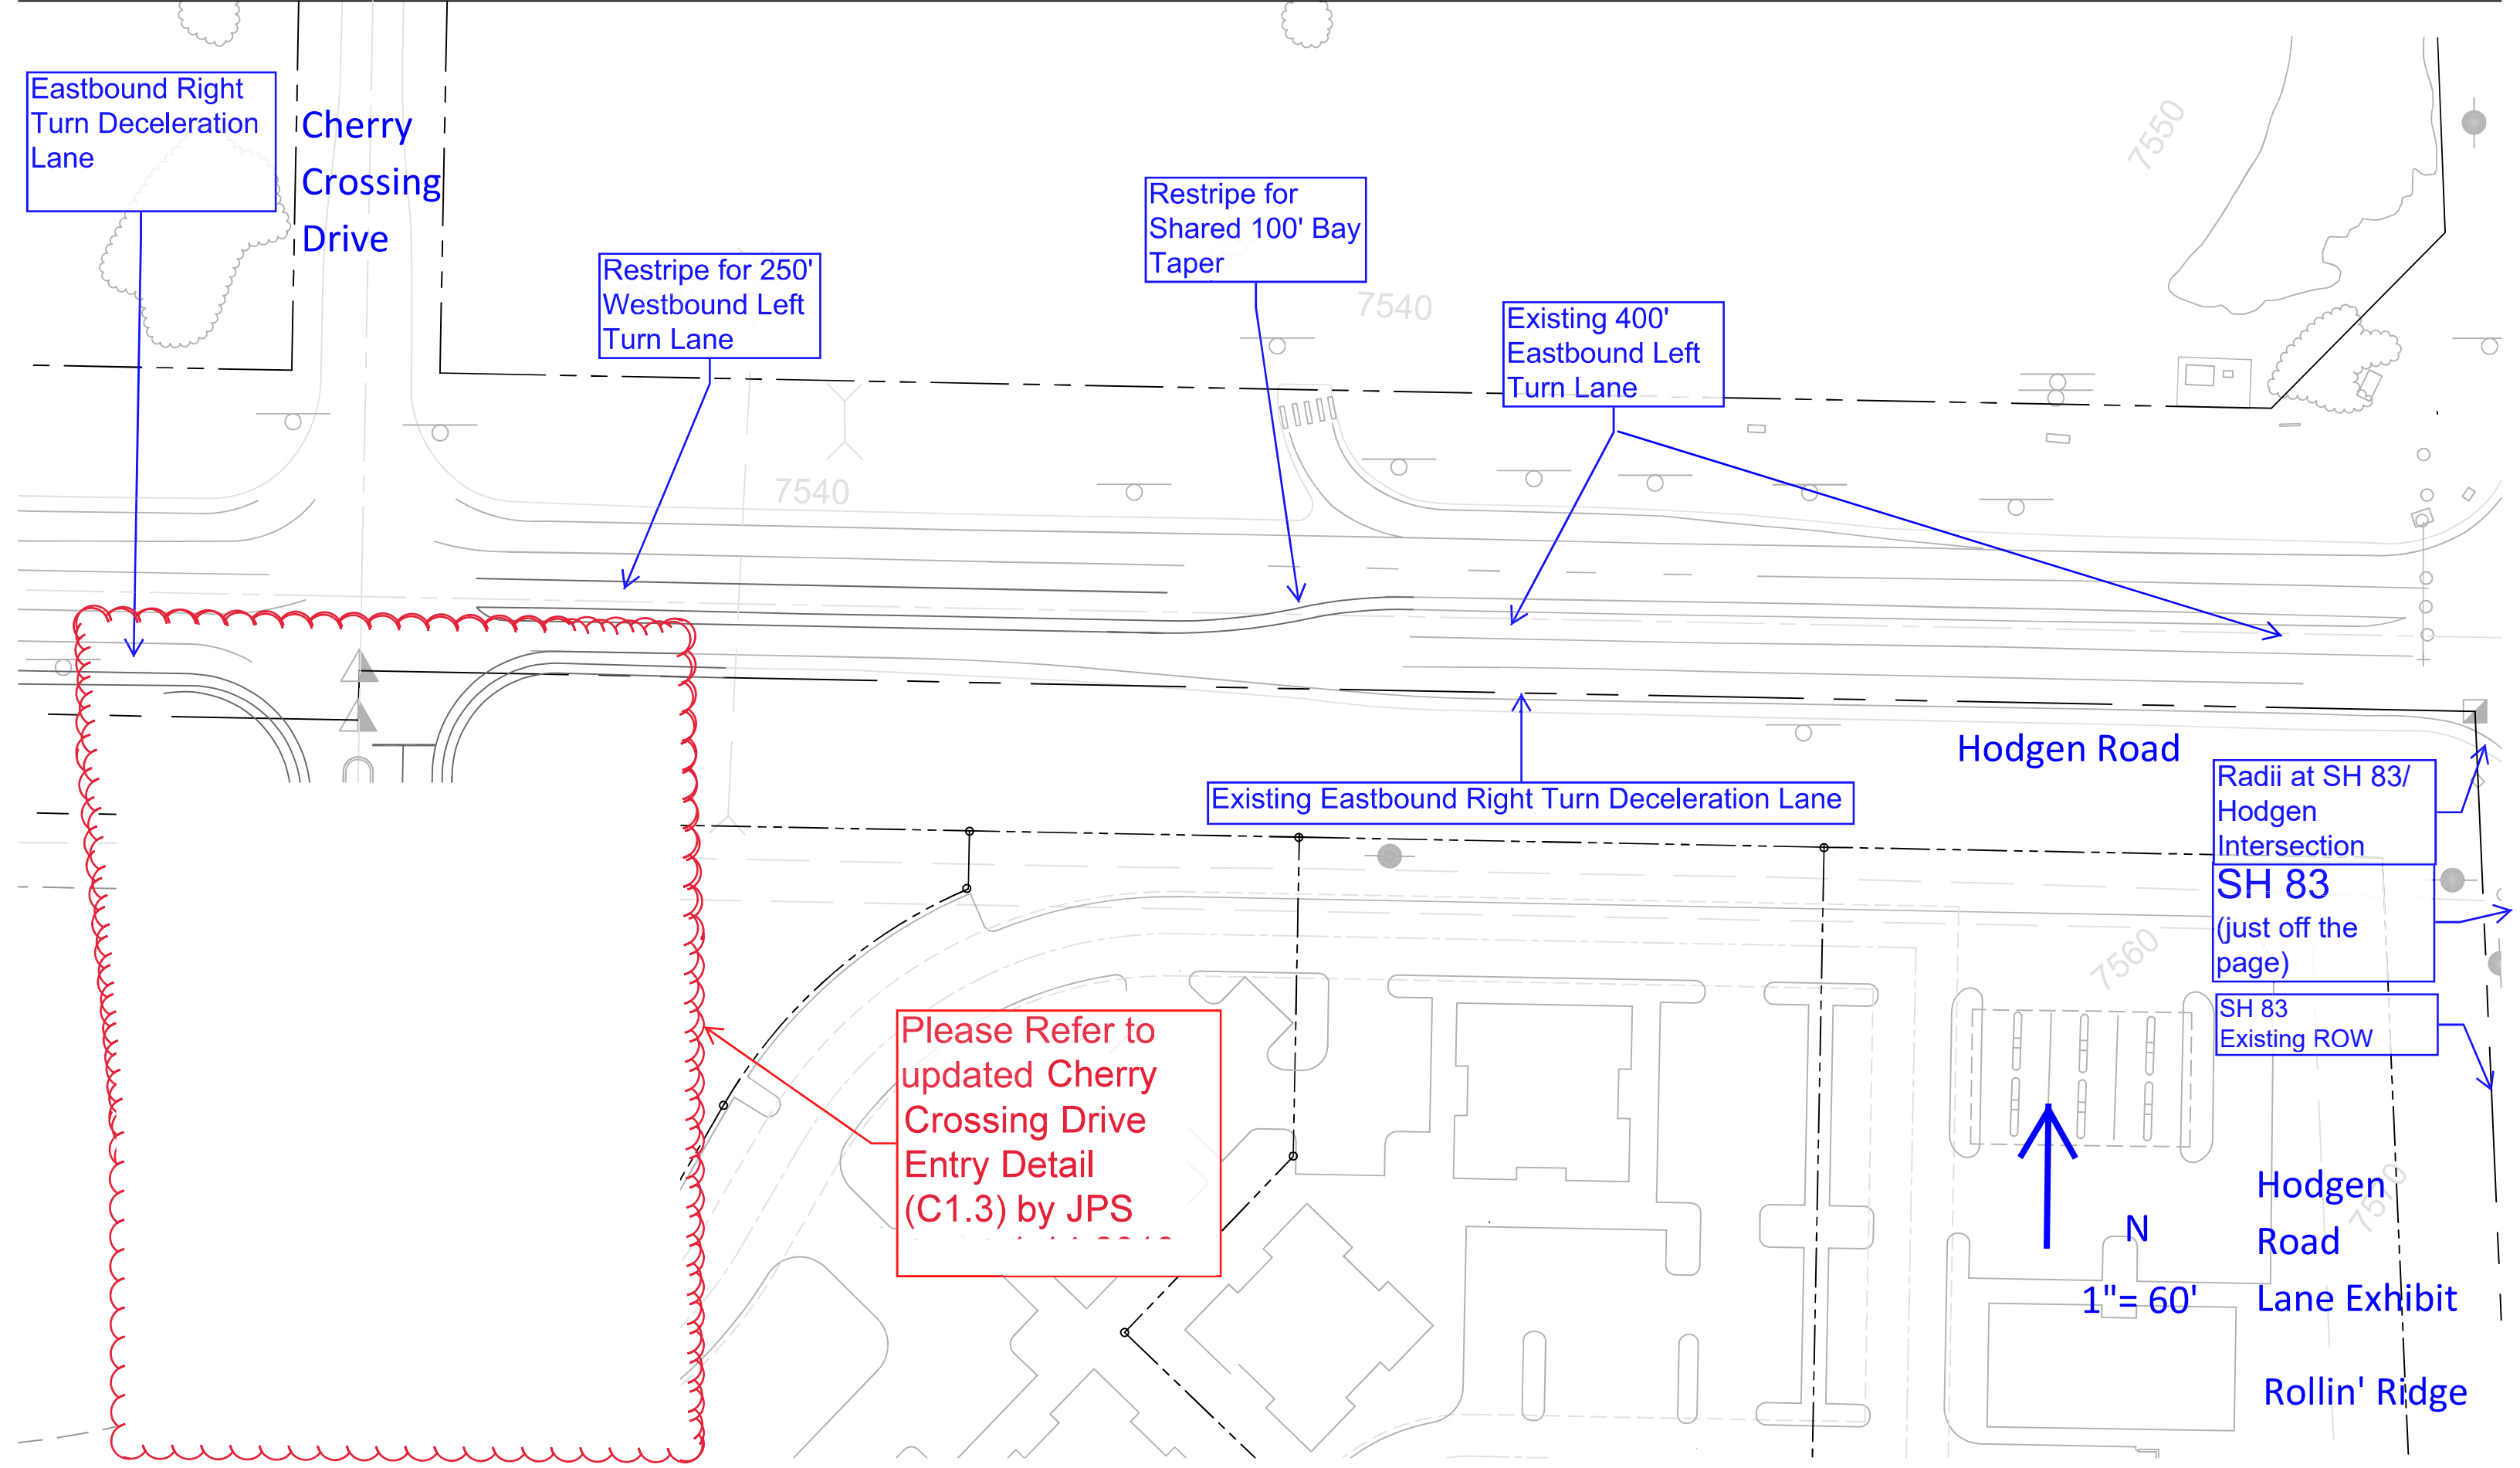 Eastbound Right
Turn Deceleration
Lane
Cherry
Crossing
Drive
Restripe for 250'
Westbound Left
Turn Lane
Restripe for
Shared 100' Bay
Taper
Existing 400'
Eastbound Left
Turn Lane
7550
7540
7540
Hodgen Road
Existing Eastbound Right Turn Deceleration Lane
Radii at SH 83/
Hodgen
Intersection
SH 83
(just off the
page)
SH 83
Existing ROW
7560
Please Refer to
updated Cherry
Crossing Drive
Entry Detail
(C1.3) by JPS
7570
N
1"= 60'
Hodgen
Road
Lane Exhibit
Rollin' Ridge